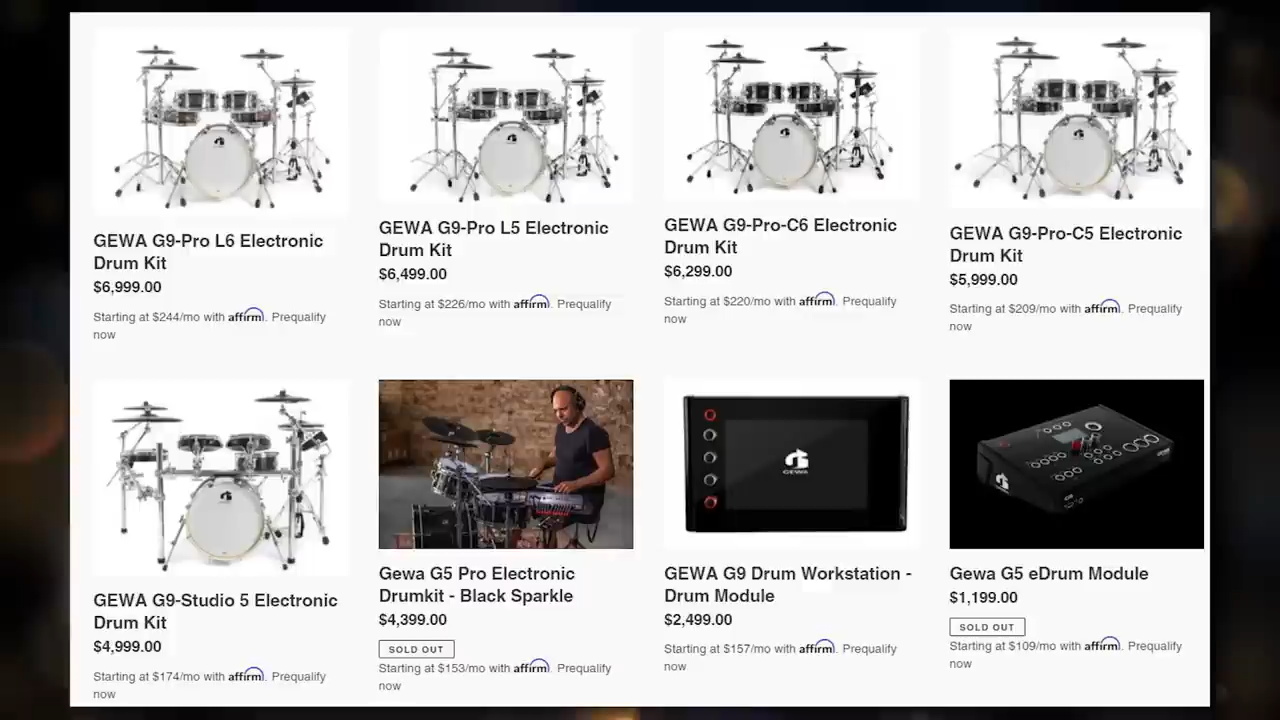 GEWA G9-Pro L6 Electronic
Drum Kit
$6,999.00
Starting at $244/mo with affirm. Prequalify
now
GEWA G9-Pro L5 Electronic
Drum Kit
$6,499.00
Starting at $226/mo with affirm. Prequalify
now
GEWA G9-Pro-C6 Electronic
Drum Kit
$6,299.00
Starting at $220/mo with affirm. Prequalify
now
GEWA G9-Pro-C5 Electronic
Drum Kit
$5,999.00
Starting at $209/mo with affirm. Prequalify
now
GEWA G9-Studio 5 Electronic
Drum Kit
$4,999.00
Starting at $174/mo with affirm. Prequalify
now
Gewa G5 Pro Electronic
Drumkit - Black Sparkle
$4,399.00
SOLD OUT
Starting at $153/mo with affirm. Prequalify
now
GEWA
GEWA G9 Drum Workstation -
Drum Module
$2,499.00
Starting at $157/mo with affirm. Prequalify
now
Gewa G5 eDrum Module
$1,199.00
SOLD OUT
Starting at $109/mo with affirm. Prequalify
now